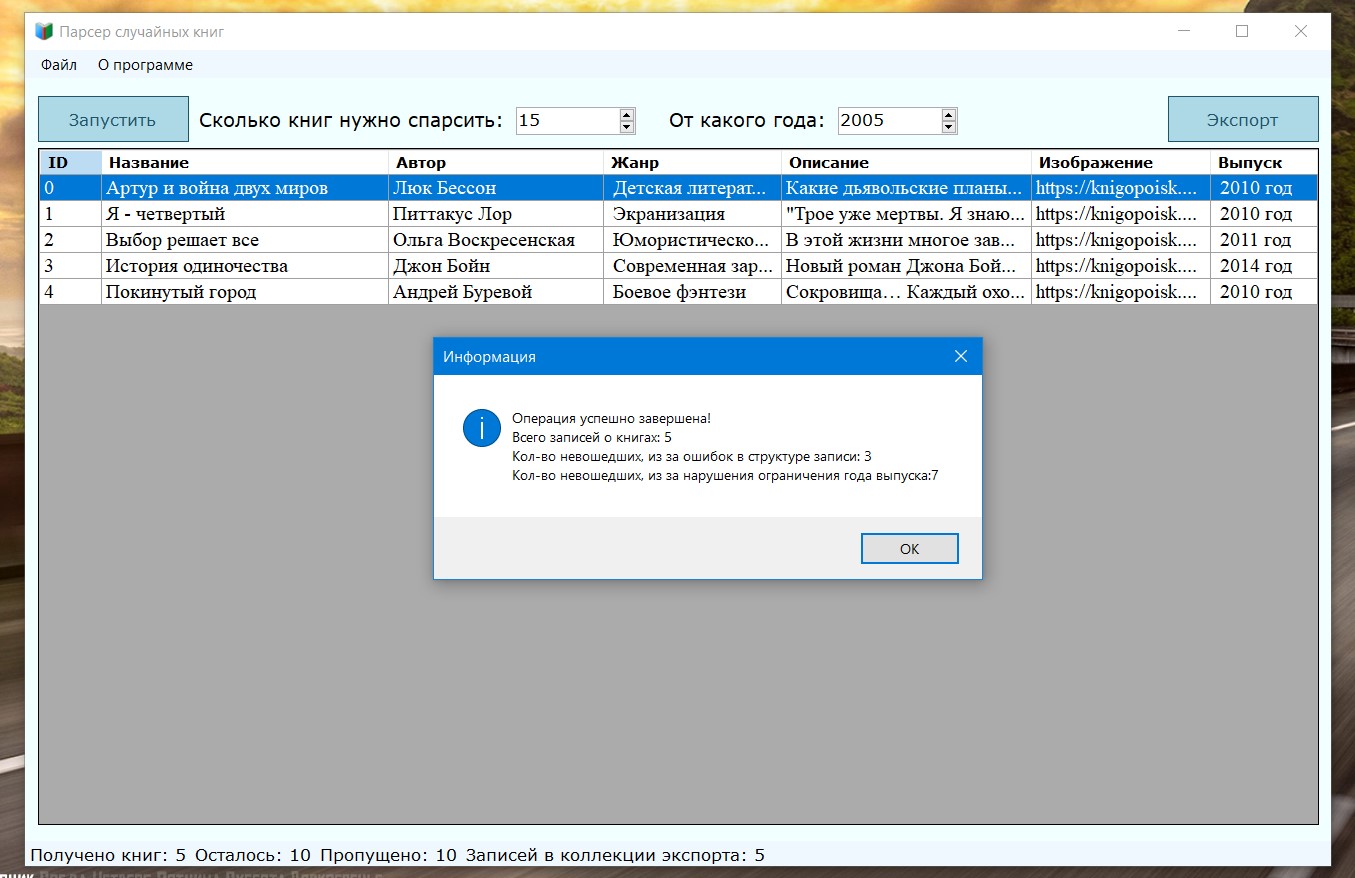 Парсер случайных книг
Файл О программе
Запустить Сколько книг нужно спарсить: 15 От какого года: 2005 Экспорт
ID Название Автор Жанр Описание Изображение Выпуск
0 Артур и война двух миров Люк Бессон Детская литерат... Какие дьявольские планы... https://knigopoisk.... 2010 год
1 Я - четвертый Питтакус Лор Экранизация "Трое уже мертвы. Я знаю... https://knigopoisk.... 2010 год
2 Выбор решает все Ольга Воскресенская Юмористическо... В этой жизни многое зав... https://knigopoisk.... 2011 год
3 История одиночества Джон Бойн Современная зар... Новый роман Джона Бой... https://knigopoisk.... 2014 год
4 Покинутый город Андрей Буревой Боевое фэнтези Сокровища… Каждый охо... https://knigopoisk.... 2010 год
Информация
Операция успешно завершена!
Всего записей о книгах: 5
Кол-во невошедших, из за ошибок в структуре записи: 3
Кол-во невошедших, из за нарушения ограничения года выпуска:7
OK
Получено книг: 5 Осталось: 10 Пропущено: 10 Записей в коллекции экспорта: 5